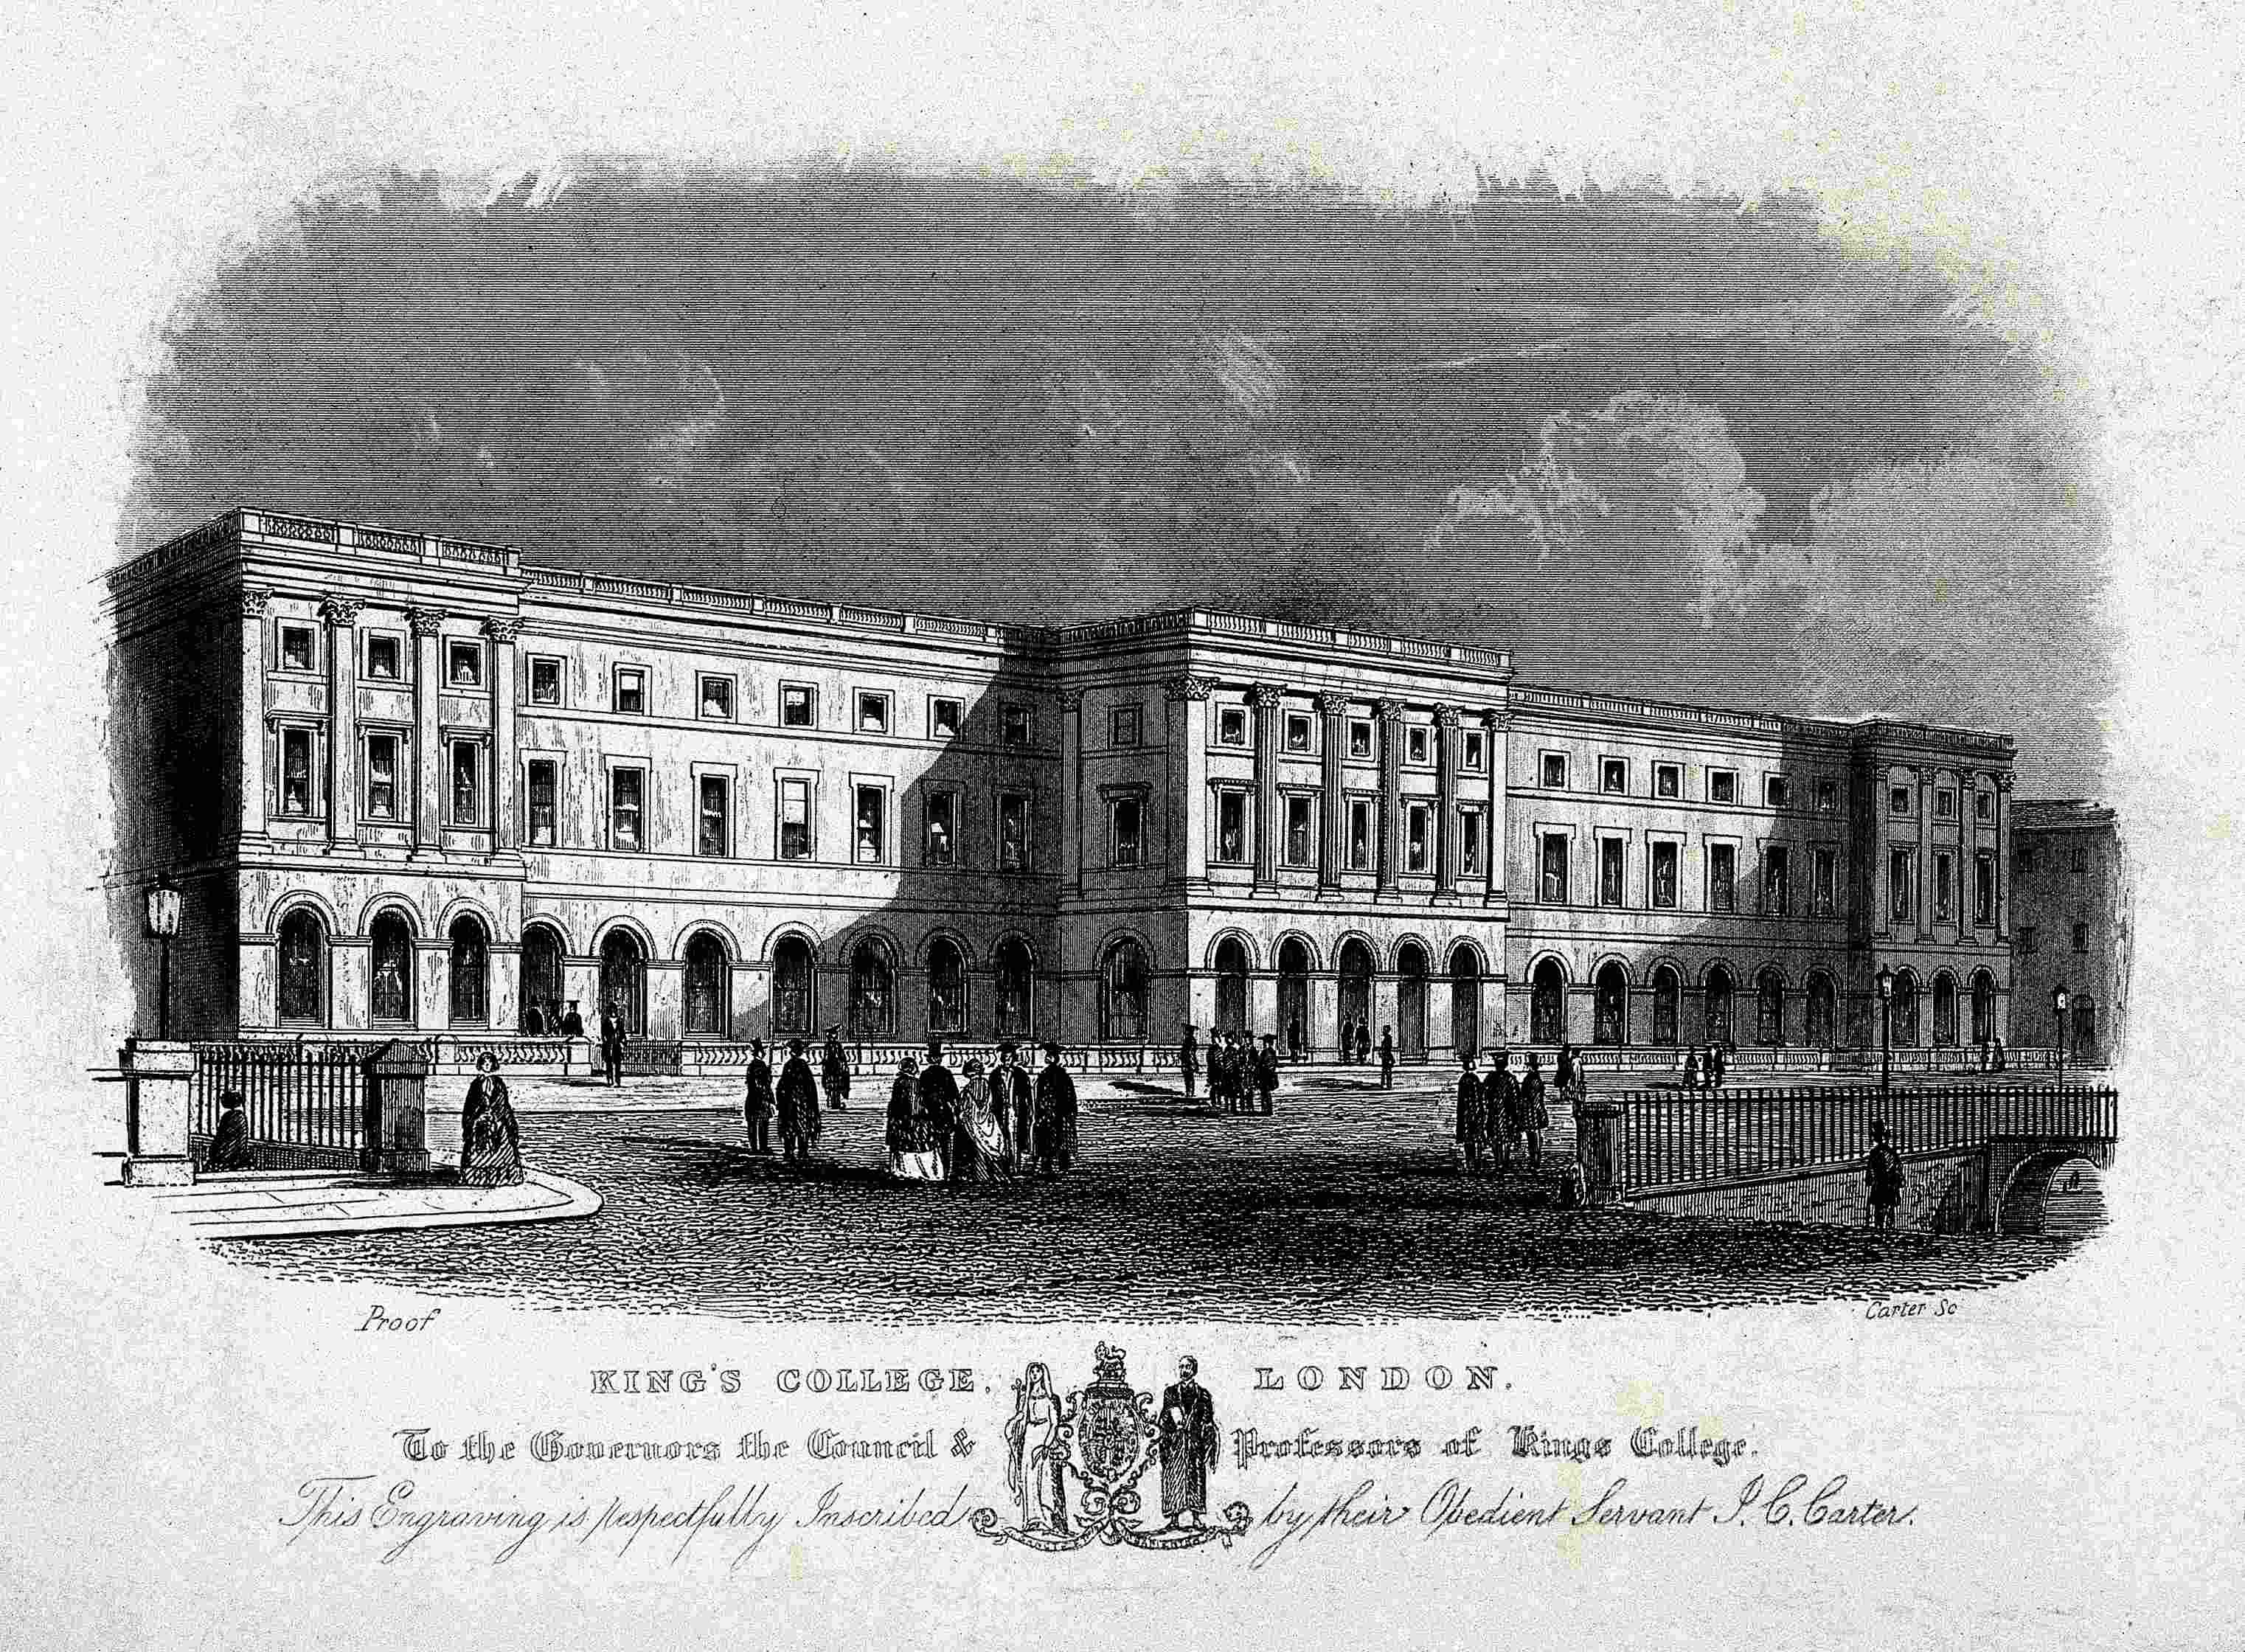 Proof
Carter Sc
KING'S COLLEGE, LONDON.
To the Governors the Council & Professors of Kings College.
This Engraving is respectfully Inscribed by their Obedient Servant J. C. Carter.